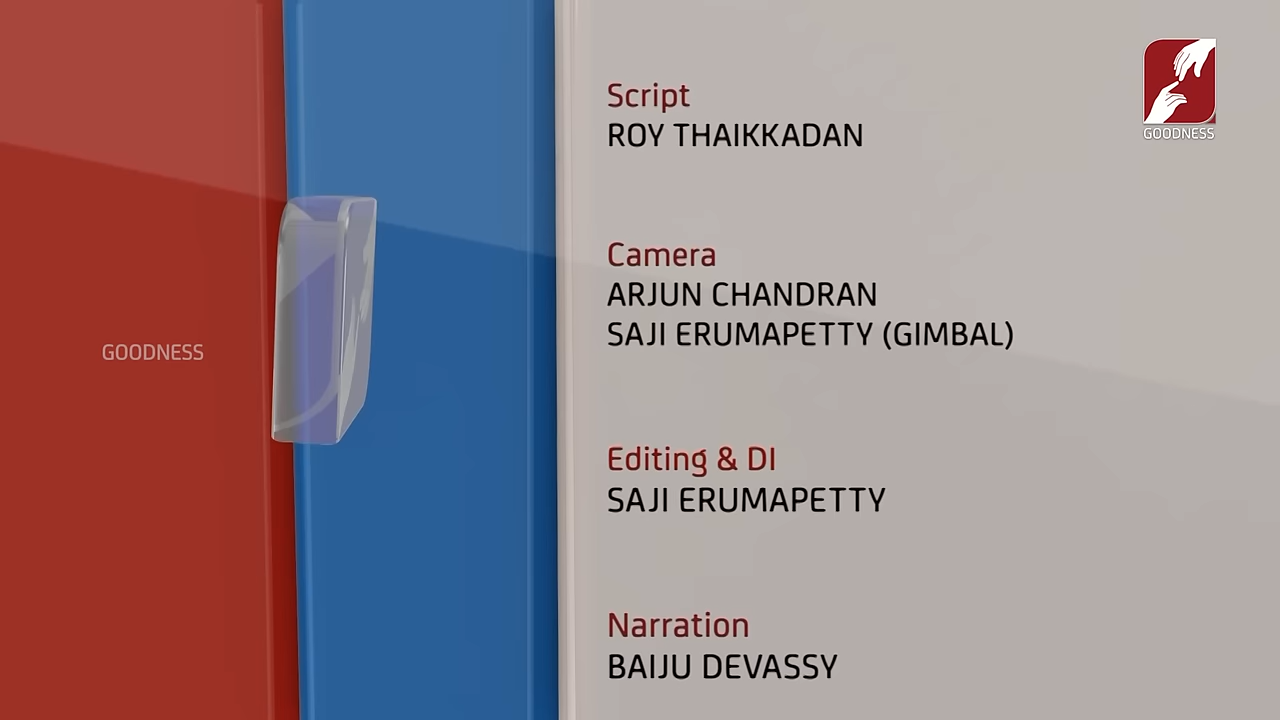 Script
ROY THAIKKADAN
Camera
ARJUN CHANDRAN
SAJI ERUMAPETTY (GIMBAL)
Editing & DI
SAJI ERUMAPETTY
Narration
BAIJU DEVASSY
GOODNESS
GOODNESS